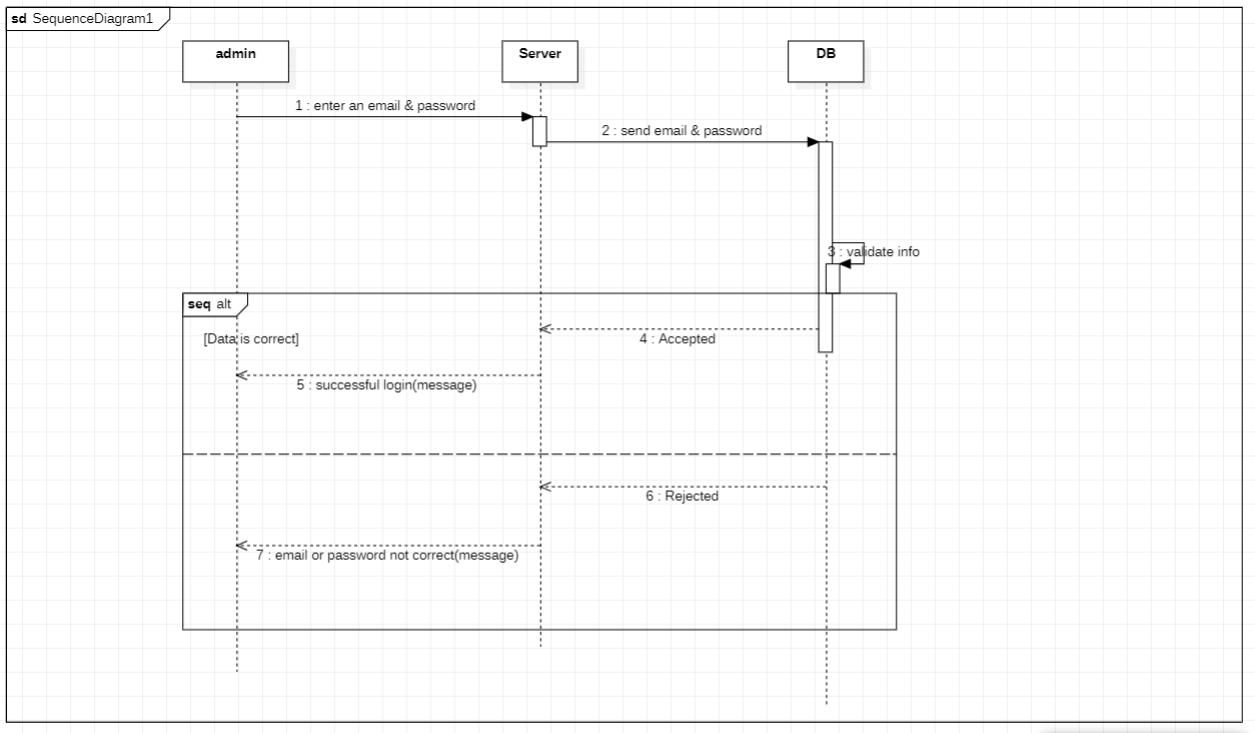 sd SequenceDiagram1
admin
Server
DB
1 : enter an email & password
2 : send email & password
3 : validate info
seq alt
[Data is correct]
4 : Accepted
5 : successful login(message)
6 : Rejected
7 : email or password not correct(message)